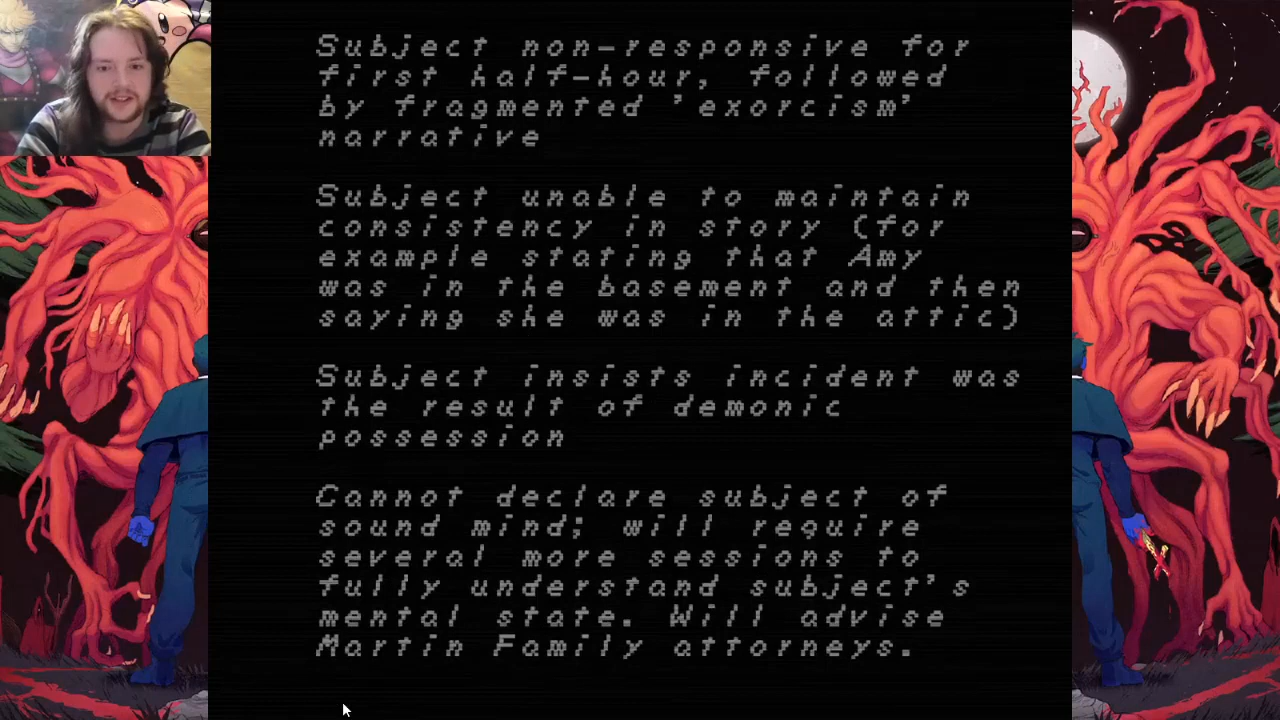 Subject non-responsive for
first half-hour, followed
by fragmented 'exorcism'
narrative
Subject unable to maintain
consistency in story (for
example stating that Amy
was in the basement and then
saying she was in the attic)
Subject insists incident was
the result of demonic
possession
Cannot declare subject of
sound mind; will require
several more sessions to
fully understand subject's
mental state. Will advise
Martin Family attorneys.